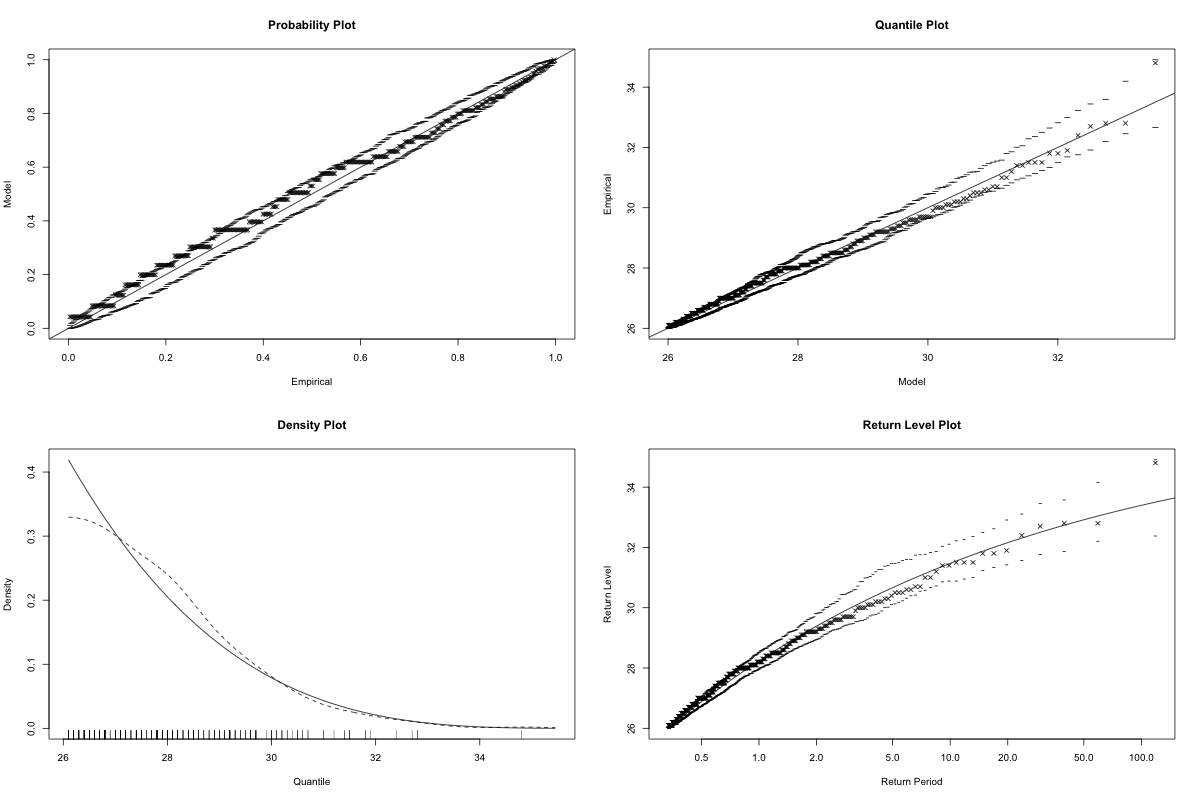 Probability Plot
Model
1.0
0.8
0.6
0.4
0.2
0.0
0.0 0.2 0.4 0.6 0.8 1.0
Empirical
Quantile Plot
Empirical
34
32
30
28
26
26 28 30 32
Model
Density Plot
Density
0.4
0.3
0.2
0.1
0.0
26 28 30 32 34
Quantile
Return Level Plot
Return Level
34
32
30
28
26
0.5 1.0 2.0 5.0 10.0 20.0 50.0 100.0
Return Period